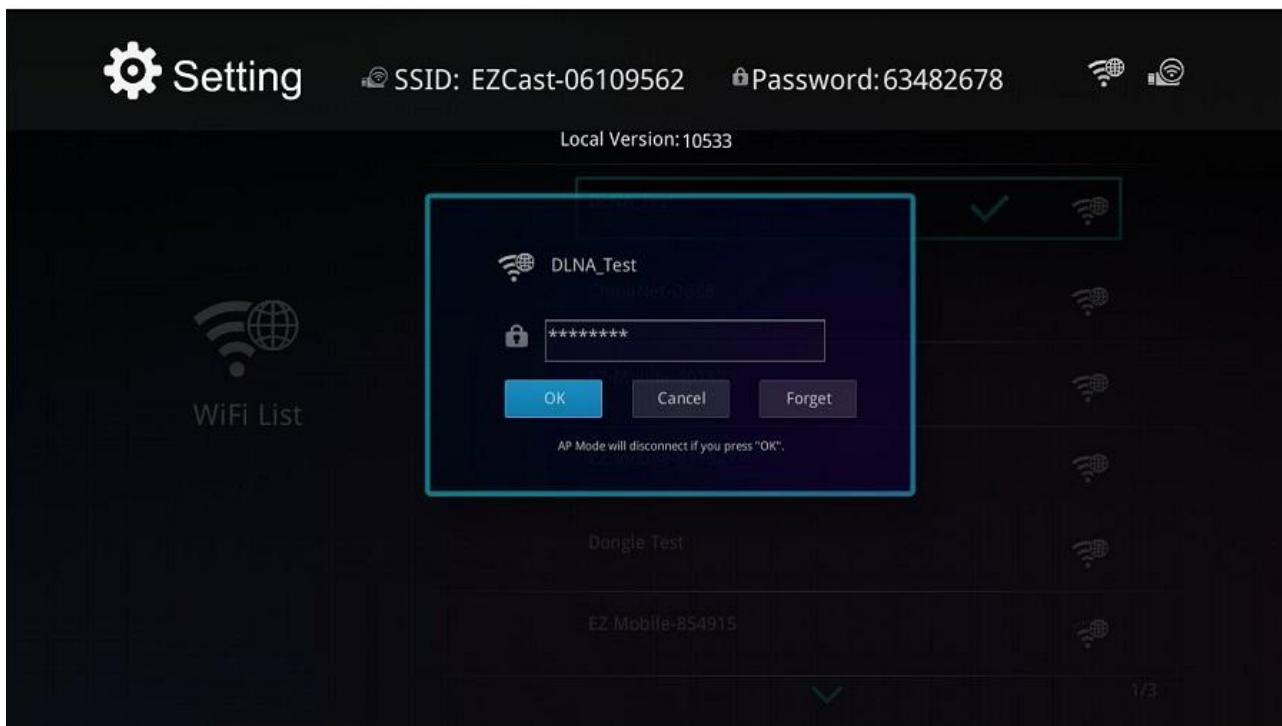 Setting
SSID: EZCast-06109562
Password: 63482678
Local Version: 10533
DLNA_Test
********
OK
Cancel
Forget
AP Mode will disconnect if you press "OK".
WiFi List
Dongle Test
EZ Mobile-854915
1/3